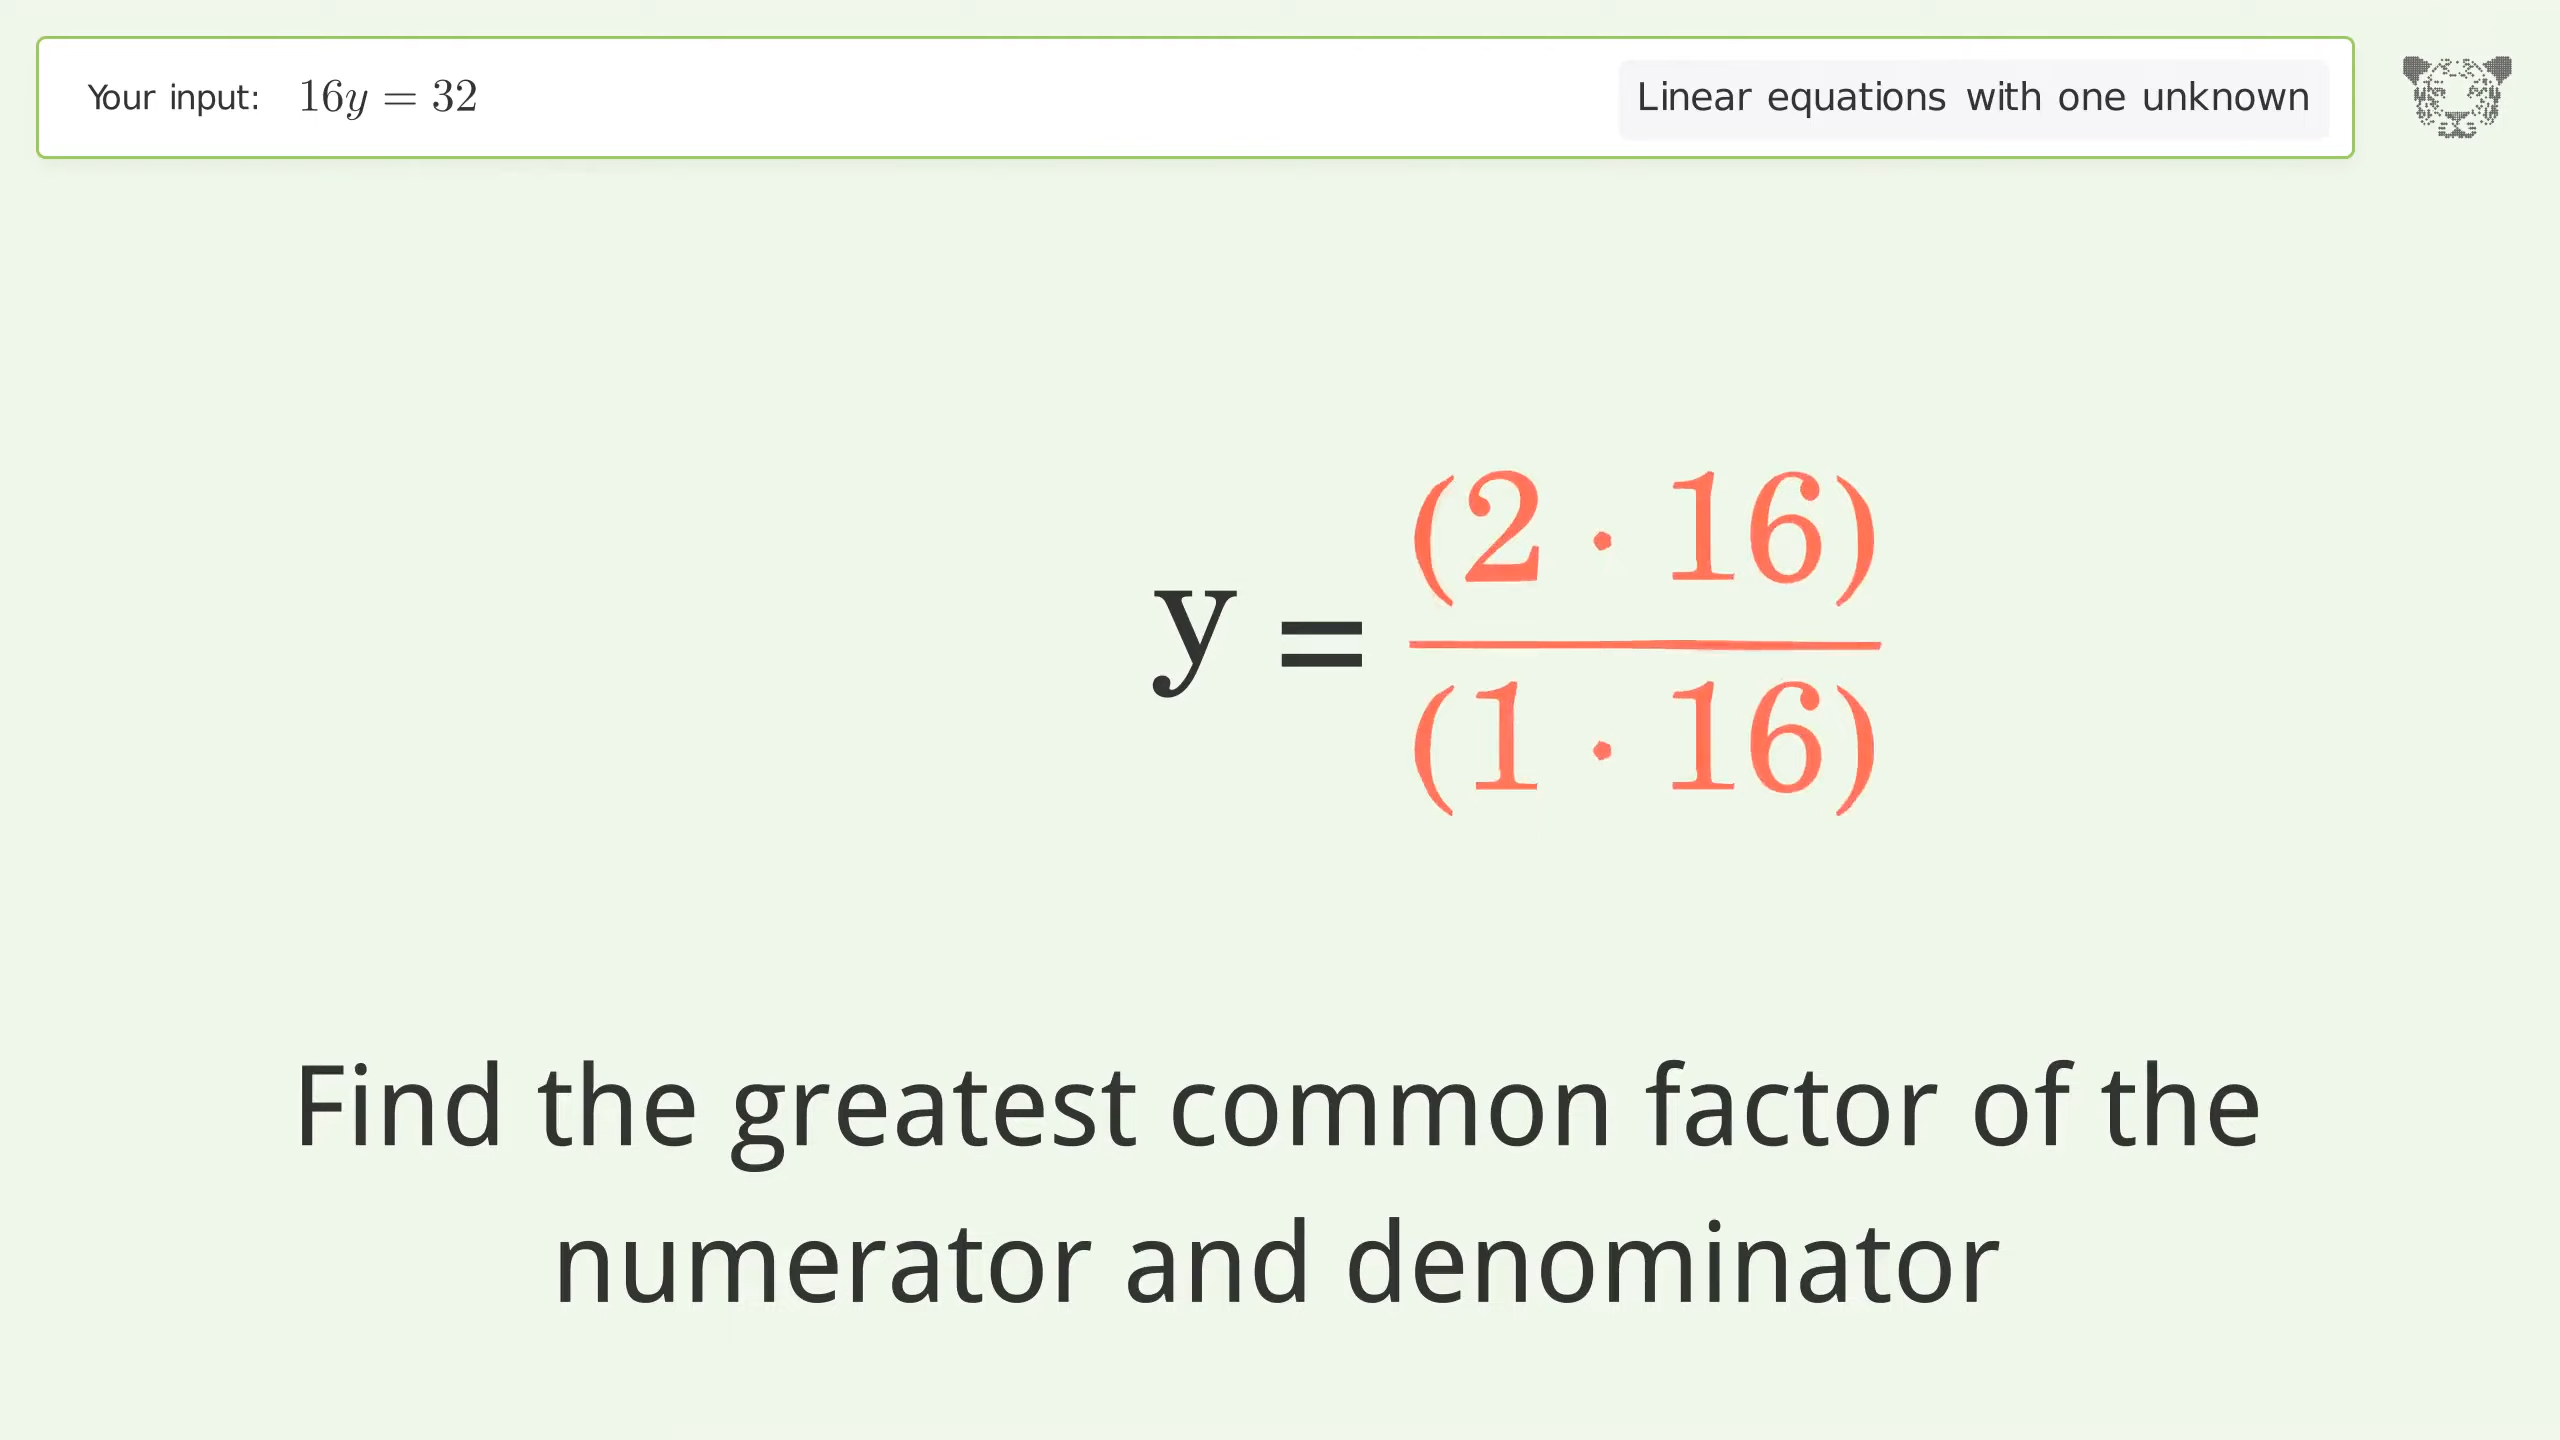 Your input: 16y = 32
Linear equations with one unknown
y = (2 · 16) / (1 · 16)
Find the greatest common factor of the
numerator and denominator